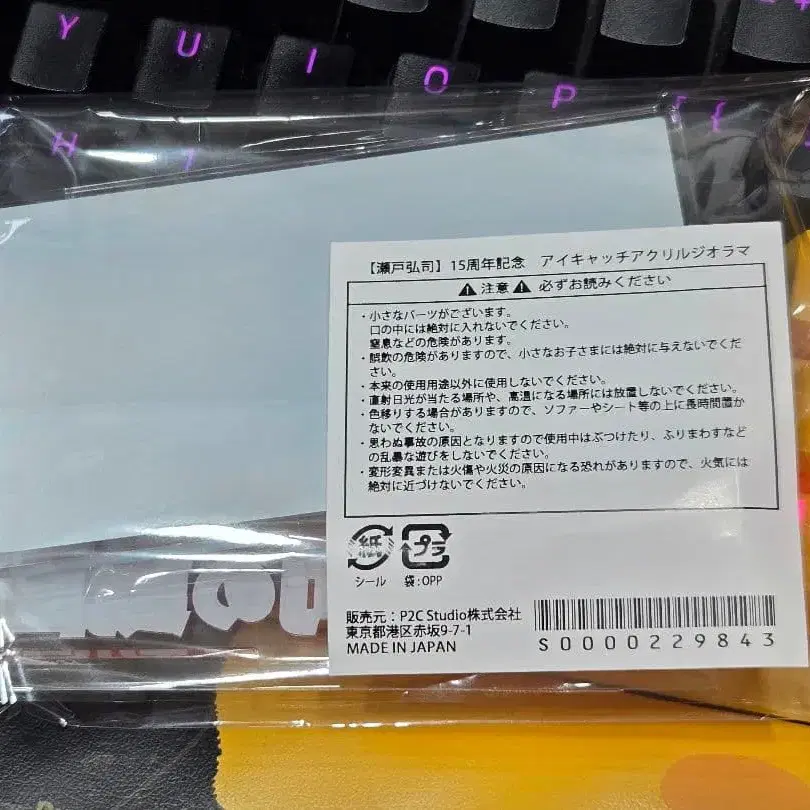 Y U I O P [ {
H J
【瀬戸弘司】15周年記念　アイキャッチアクリルジオラマ
⚠ 注意 ⚠ 必ずお読みください
・小さなパーツがございます。
口の中には絶対に入れないでください。
窒息などの危険があります。
・誤飲の危険がありますので、小さなお子さまには絶対に与えないでくだ
さい。
・本来の使用用途以外に使用しないでください。
・直射日光が当たる場所や、高温になる場所には放置しないでください。
・色移りする場合がありますので、ソファーやシート等の上に長時間置か
ないでください。
・思わぬ事故の原因となりますので使用中はぶつけたり、ふりまわすなど
の乱暴な遊びをしないでください。
・変形変異または火傷や火災の原因になる恐れがありますので、火気には
絶対に近づけないでください。
紙 プラ
シール 袋:OPP
販売元：P2C Studio株式会社
東京都港区赤坂9-7-1
MADE IN JAPAN
S0000229843